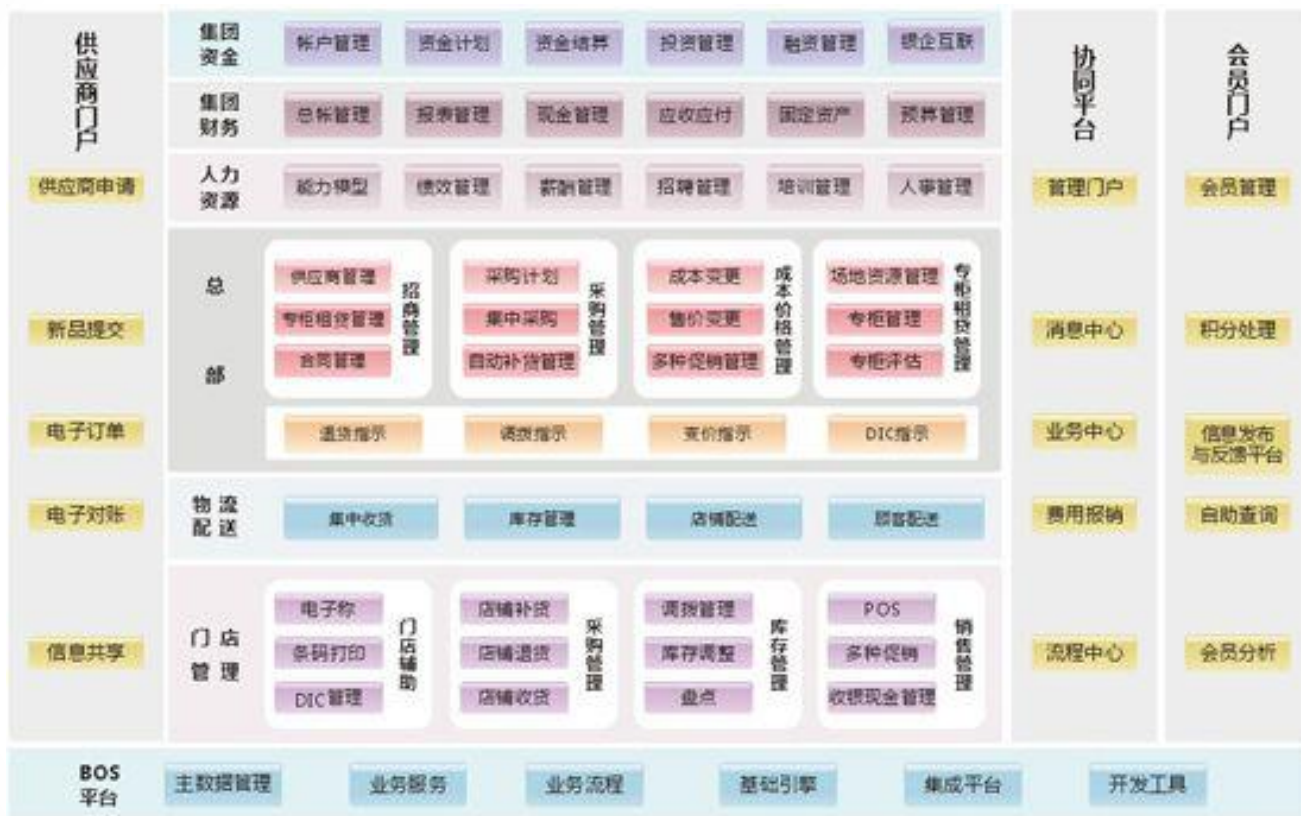 供应商门户
供应商申请
新品提交
电子订单
电子对账
信息共享
集团
资金
帐户管理
资金计划
资金结算
投资管理
融资管理
银企互联
集团
财务
总帐管理
报表管理
现金管理
应收应付
固定资产
预算管理
人力
资源
能力模型
绩效管理
薪酬管理
招聘管理
培训管理
人事管理
总
部
供应商管理
专柜租赁管理
合同管理
招商管理
采购计划
集中采购
自动补货管理
采购管理
成本变更
售价变更
多种促销管理
成本价格管理
场地资源管理
专柜管理
专柜评估
专柜租赁管理
退货指示
调拨指示
变价指示
DIC指示
物流
配送
集中收货
库存管理
店铺配送
顾客配送
门店
管理
电子称
条码打印
DIC管理
门店辅助
店铺补货
店铺退货
店铺收货
采购管理
调拨管理
库存调整
盘点
库存管理
POS
多种促销
收银现金管理
销售管理
协同平台
管理门户
消息中心
业务中心
费用报销
流程中心
会员门户
会员管理
积分处理
信息发布
与反馈平台
自助查询
会员分析
BOS
平台
主数据管理
业务服务
业务流程
基础引擎
集成平台
开发工具